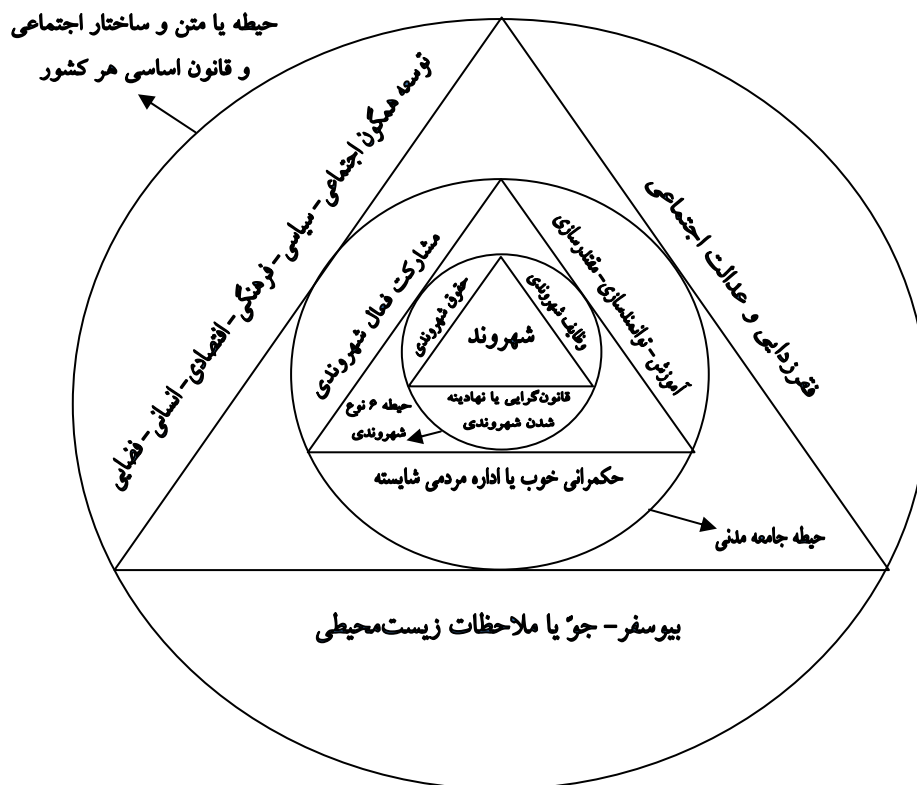 حیطه یا متن و ساختار اجتماعی
و قانون اساسی هر کشور
توسعه همگون اجتماعی - سیاسی - فرهنگی - اقتصادی - انسانی - فضایی
فقرزدایی و عدالت اجتماعی
مشارکت فعال شهروندی
آموزش - توانمندسازی - مقتدرسازی
حقوق شهروندی
وظایف شهروندی
شهروند
قانون‌گرایی یا نهادینه
شدن شهروندی
حیطه ۶ نوع
شهروندی
حکمرانی خوب یا اداره مردمی شایسته
حیطه جامعه مدنی
بیوسفر – جوّ یا ملاحظات زیست‌محیطی